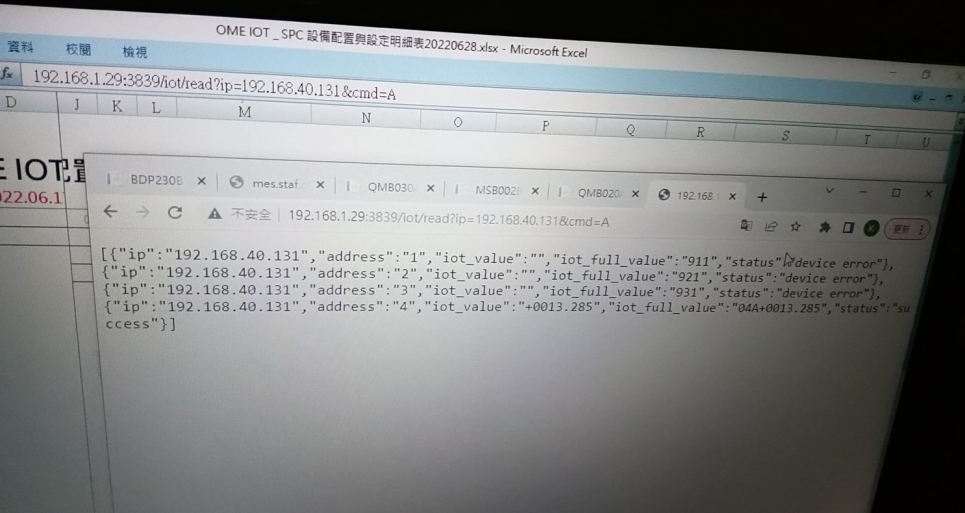 OME IOT _ SPC 設備配置與設定明細表20220628.xlsx - Microsoft Excel
資料 校閱 檢視
fx 192.168.1.29:3839/iot/read?ip=192.168.40.131&cmd=A
D J K L M N O P Q R S T U
E IOT
022.06.1
BDP230B × mes.staf × QMB030 × MSB002B × QMB020 × 192.168. × +
不安全 | 192.168.1.29:3839/iot/read?ip=192.168.40.131&cmd=A K 更新
[{"ip":"192.168.40.131","address":"1","iot_value":"","iot_full_value":"911","status":"device error"},
{"ip":"192.168.40.131","address":"2","iot_value":"","iot_full_value":"921","status":"device error"},
{"ip":"192.168.40.131","address":"3","iot_value":"","iot_full_value":"931","status":"device error"},
{"ip":"192.168.40.131","address":"4","iot_value":"+0013.285","iot_full_value":"04A+0013.285","status":"su
ccess"}]